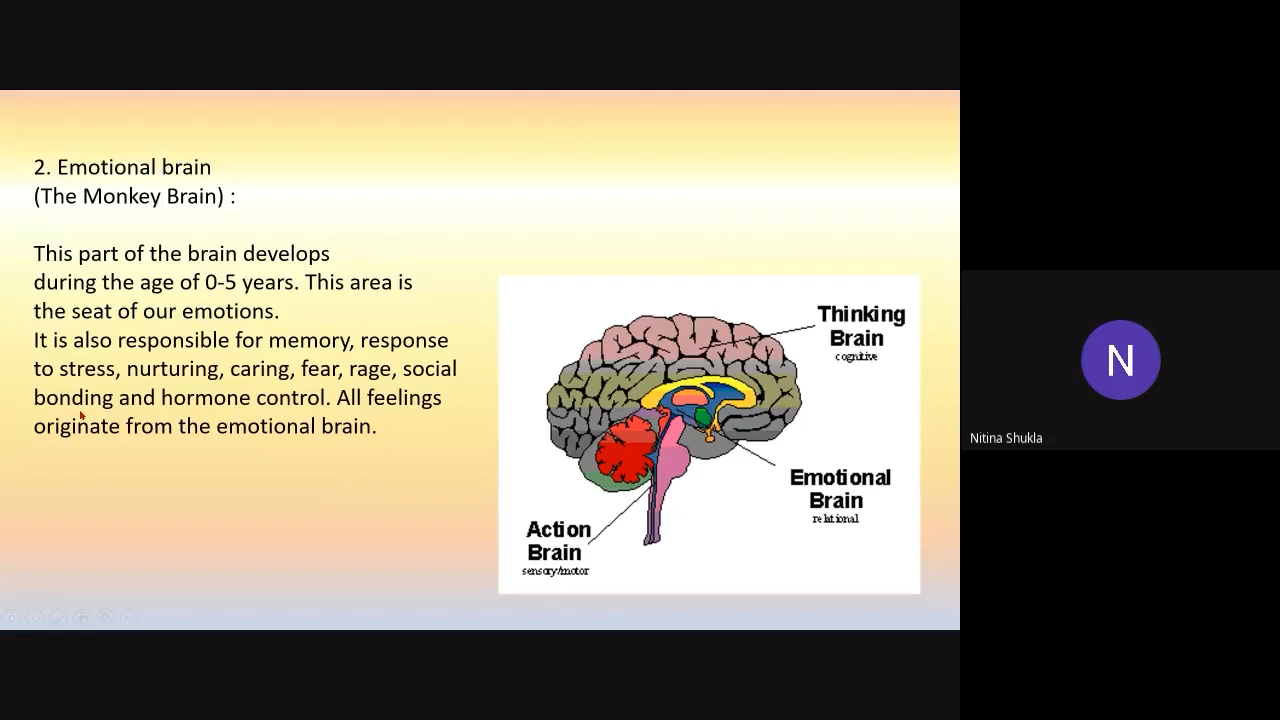 2. Emotional brain
(The Monkey Brain) :
This part of the brain develops
during the age of 0-5 years. This area is
the seat of our emotions.
It is also responsible for memory, response
to stress, nurturing, caring, fear, rage, social
bonding and hormone control. All feelings
originate from the emotional brain.
Thinking
Brain
cognitive
Emotional
Brain
relational
Action
Brain
sensory/motor
N
Nitina Shukla